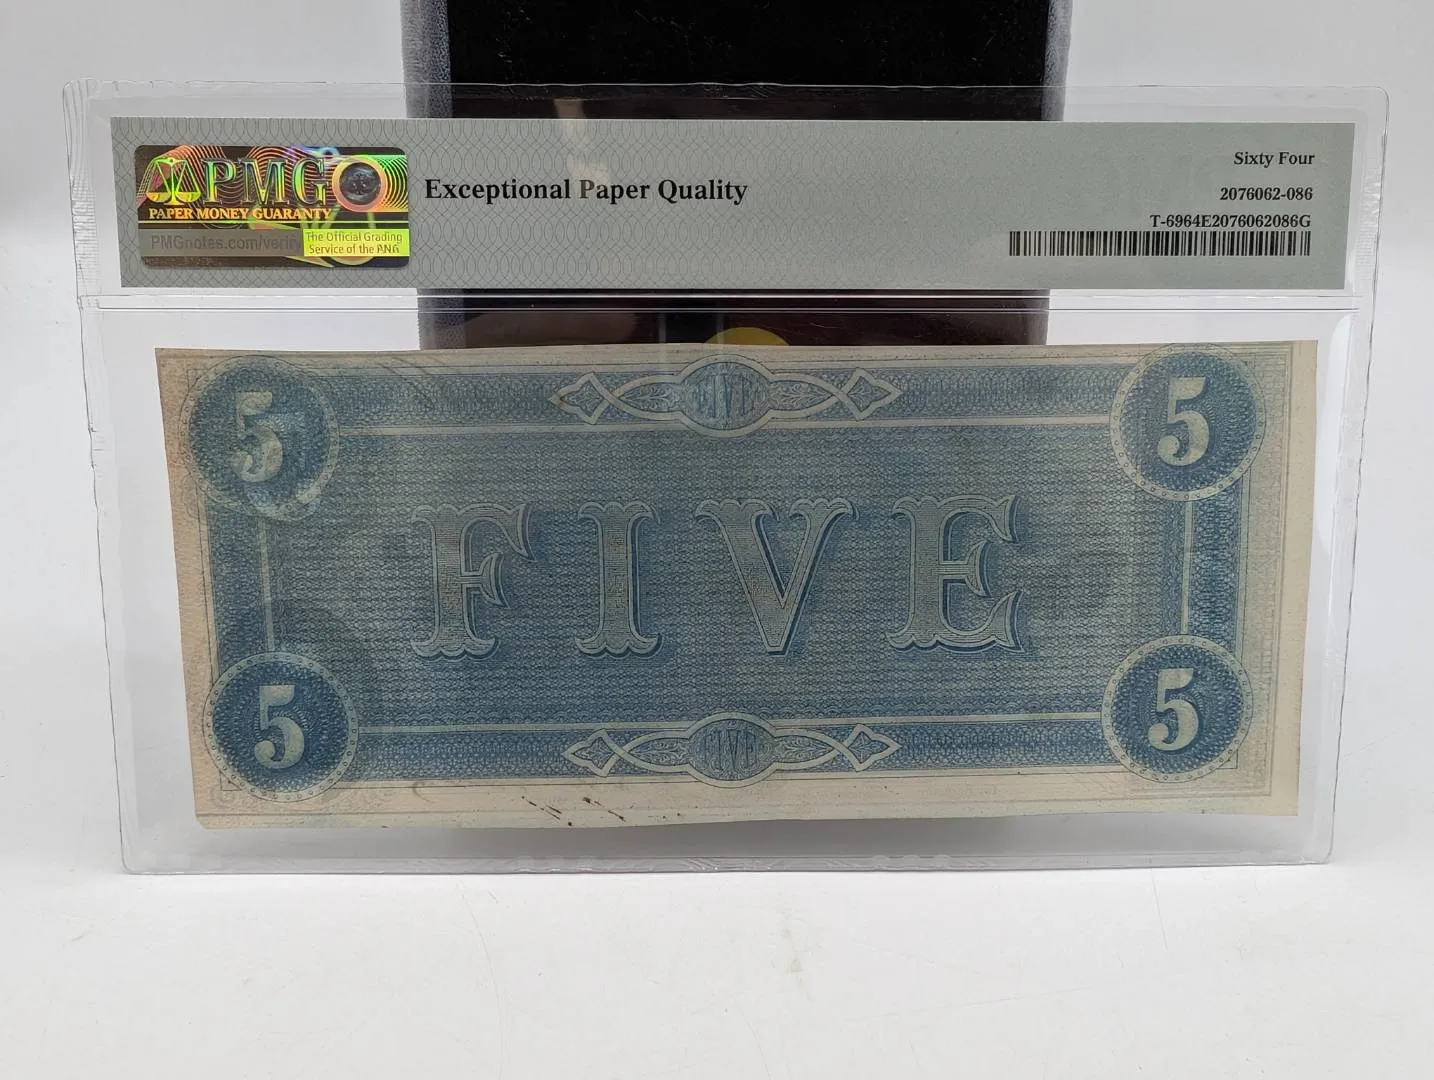 PMG
PAPER MONEY GUARANTY
PMGnotes.com/verif
The Official Grading
Service of the PNG
Exceptional Paper Quality
Sixty Four
2076062-086
T-6964E2076062086G
5
FIVE
5
FIVE
5
FIVE
5